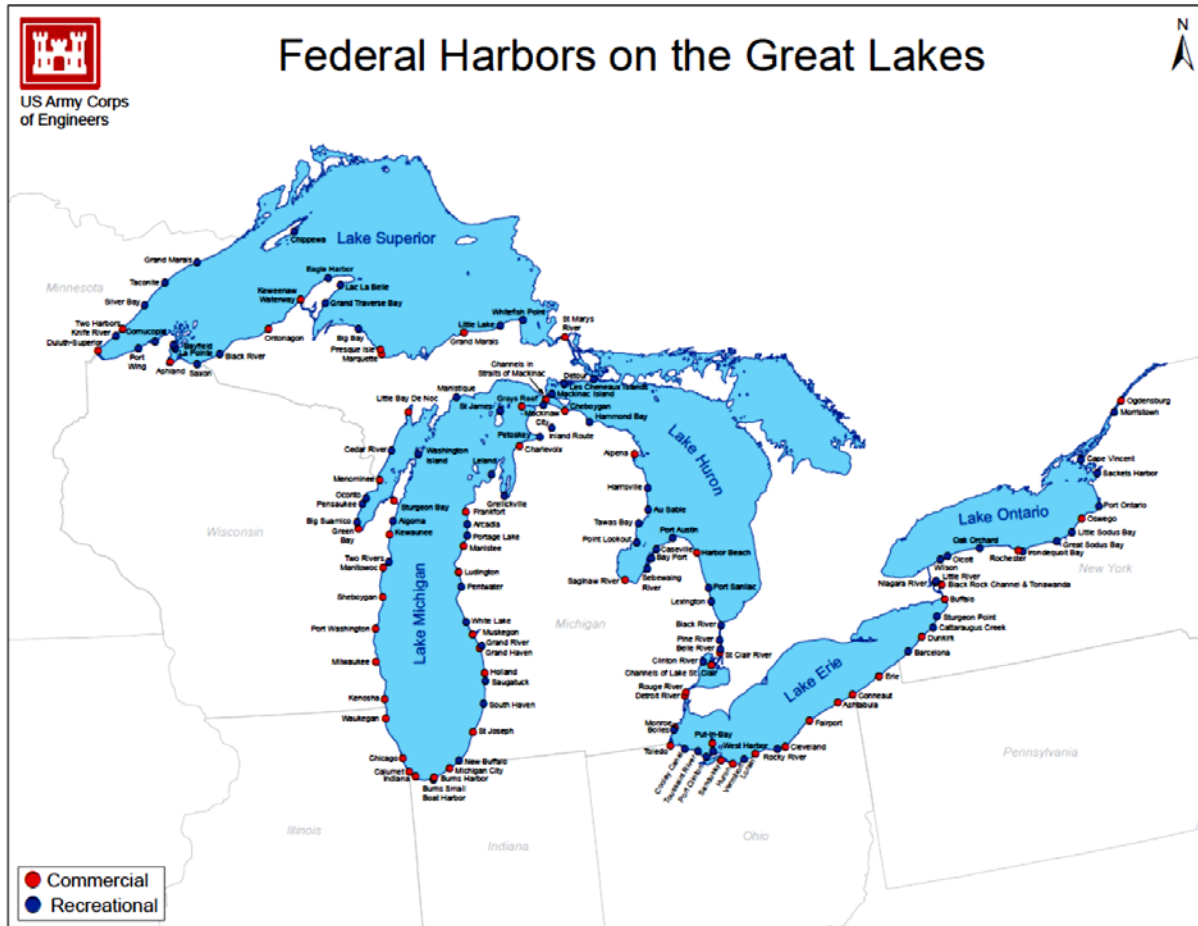 Federal Harbors on the Great Lakes
N
US Army Corps
of Engineers
Lake Superior
Chippewa
Grand Marais
Taconite
Silver Bay
Minnesota
Two Harbors
Knife River
Duluth-Superior
Cornucopia
Port
Wing
Bayfield
La Pointe
Ashland
Saxon
Black River
Ontonagon
Keweenaw
Waterway
Eagle Harbor
Lac La Belle
Grand Traverse Bay
Big Bay
Presque Isle
Marquette
Little Lake
Grand Marais
Whitefish Point
St Marys
River
Channels in
Straits of Mackinac
Detour
Les Cheneaux Islands
Mackinac Island
Cheboygan
Hammond Bay
Mackinaw
City
Inland Route
Grays Reef
St James
Manistique
Little Bay De Noc
Petoskey
Charlevoix
Cedar River
Washington
Island
Leland
Menominee
Greilickville
Oconto
Pensaukee
Big Suamico
Green
Bay
Sturgeon Bay
Algoma
Kewaunee
Two Rivers
Manitowoc
Sheboygan
Port Washington
Milwaukee
Kenosha
Waukegan
Chicago
Calumet
Indiana
Burns Harbor
Burns Small
Boat Harbor
Michigan City
New Buffalo
St Joseph
South Haven
Saugatuck
Holland
Grand Haven
Grand River
Muskegon
White Lake
Pentwater
Ludington
Manistee
Portage Lake
Arcadia
Frankfort
Lake Michigan
Wisconsin
Michigan
Illinois
Indiana
Ohio
Pennsylvania
New York
Lake Huron
Alpena
Harrisville
Au Sable
Tawas Bay
Point Lookout
Port Austin
Caseville
Bay Port
Sebewaing
River
Saginaw River
Harbor Beach
Port Sanilac
Lexington
Black River
Pine River
Belle River
St Clair River
Clinton River
Channels of Lake St. Clair
Rouge River
Detroit River
Monroe
Bolles
Toledo
Cooley Canal
Toussaint River
Port Clinton
Put-In-Bay
West Harbor
Sandusky
Huron
Vermilion
Lorain
Rocky River
Cleveland
Fairport
Ashtabula
Conneaut
Erie
Barcelona
Dunkirk
Cattaraugus Creek
Sturgeon Point
Buffalo
Black Rock Channel & Tonawanda
Little River
Niagara River
Wilson
Olcott
Oak Orchard
Rochester
Irondequoit Bay
Great Sodus Bay
Little Sodus Bay
Oswego
Port Ontario
Sackets Harbor
Cape Vincent
Morristown
Ogdensburg
Lake Ontario
Lake Erie
Commercial
Recreational